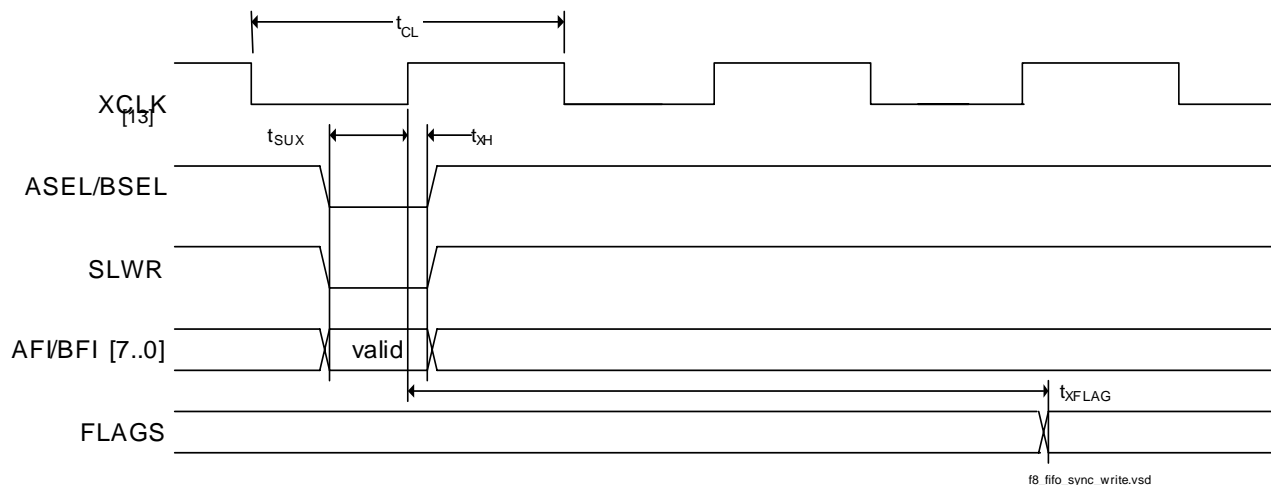 tCL
XCLK
[13]
tSUX
tXH
ASEL/BSEL
SLWR
AFI/BFI [7..0]
valid
tXFLAG
FLAGS
f8_fifo_sync_write.vsd